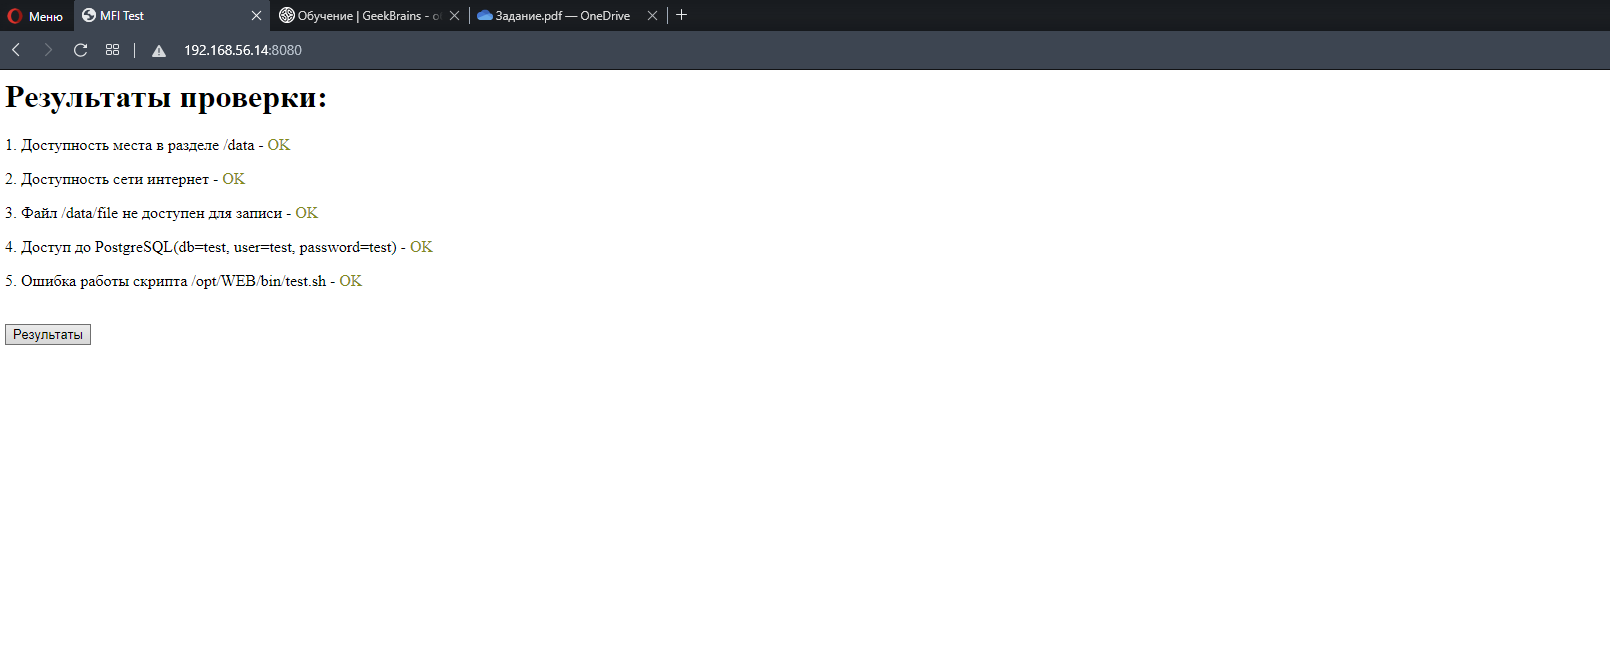 Меню
MFI Test
Обучение | GeekBrains - о
Задание.pdf — OneDrive
192.168.56.14:8080
Результаты проверки:
1. Доступность места в разделе /data - OK
2. Доступность сети интернет - OK
3. Файл /data/file не доступен для записи - OK
4. Доступ до PostgreSQL(db=test, user=test, password=test) - OK
5. Ошибка работы скрипта /opt/WEB/bin/test.sh - OK
Результаты